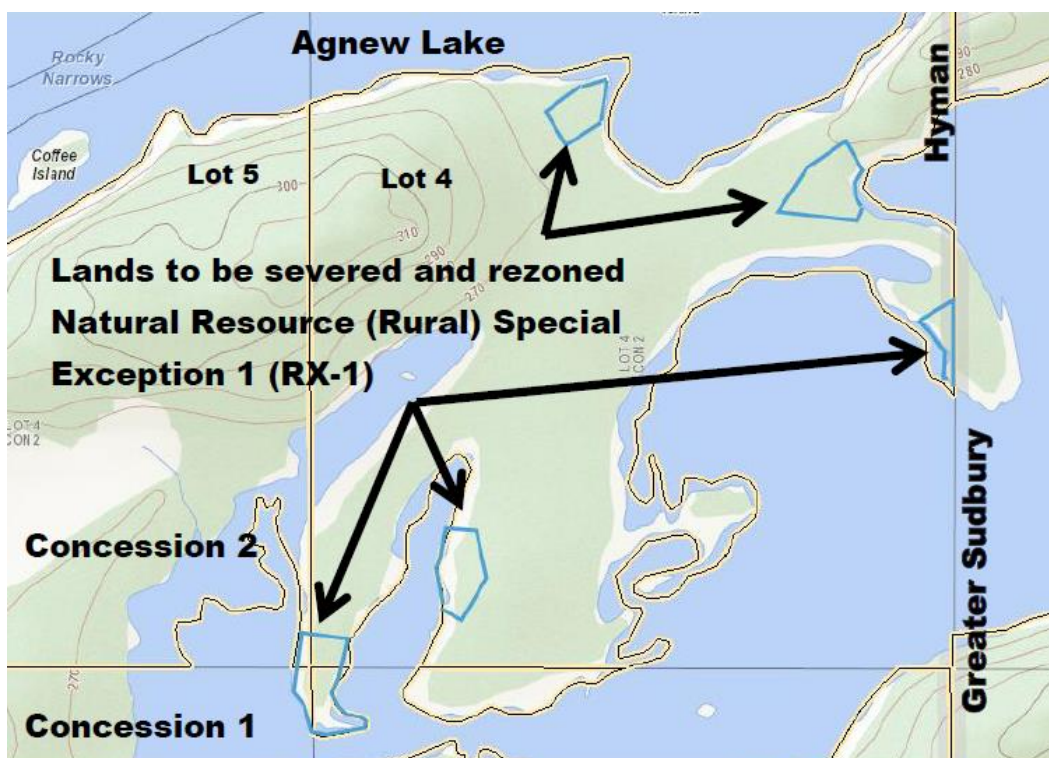 Island
Agnew Lake
Rocky
Narrows
Hyman
290
280
Coffee
Island
Lot 5
300
Lot 4
310
290
270
Lands to be severed and rezoned
Natural Resource (Rural) Special
Exception 1 (RX-1)
LOT 4
CON 2
LOT 4
CON 2
Greater Sudbury
Concession 2
270
Concession 1